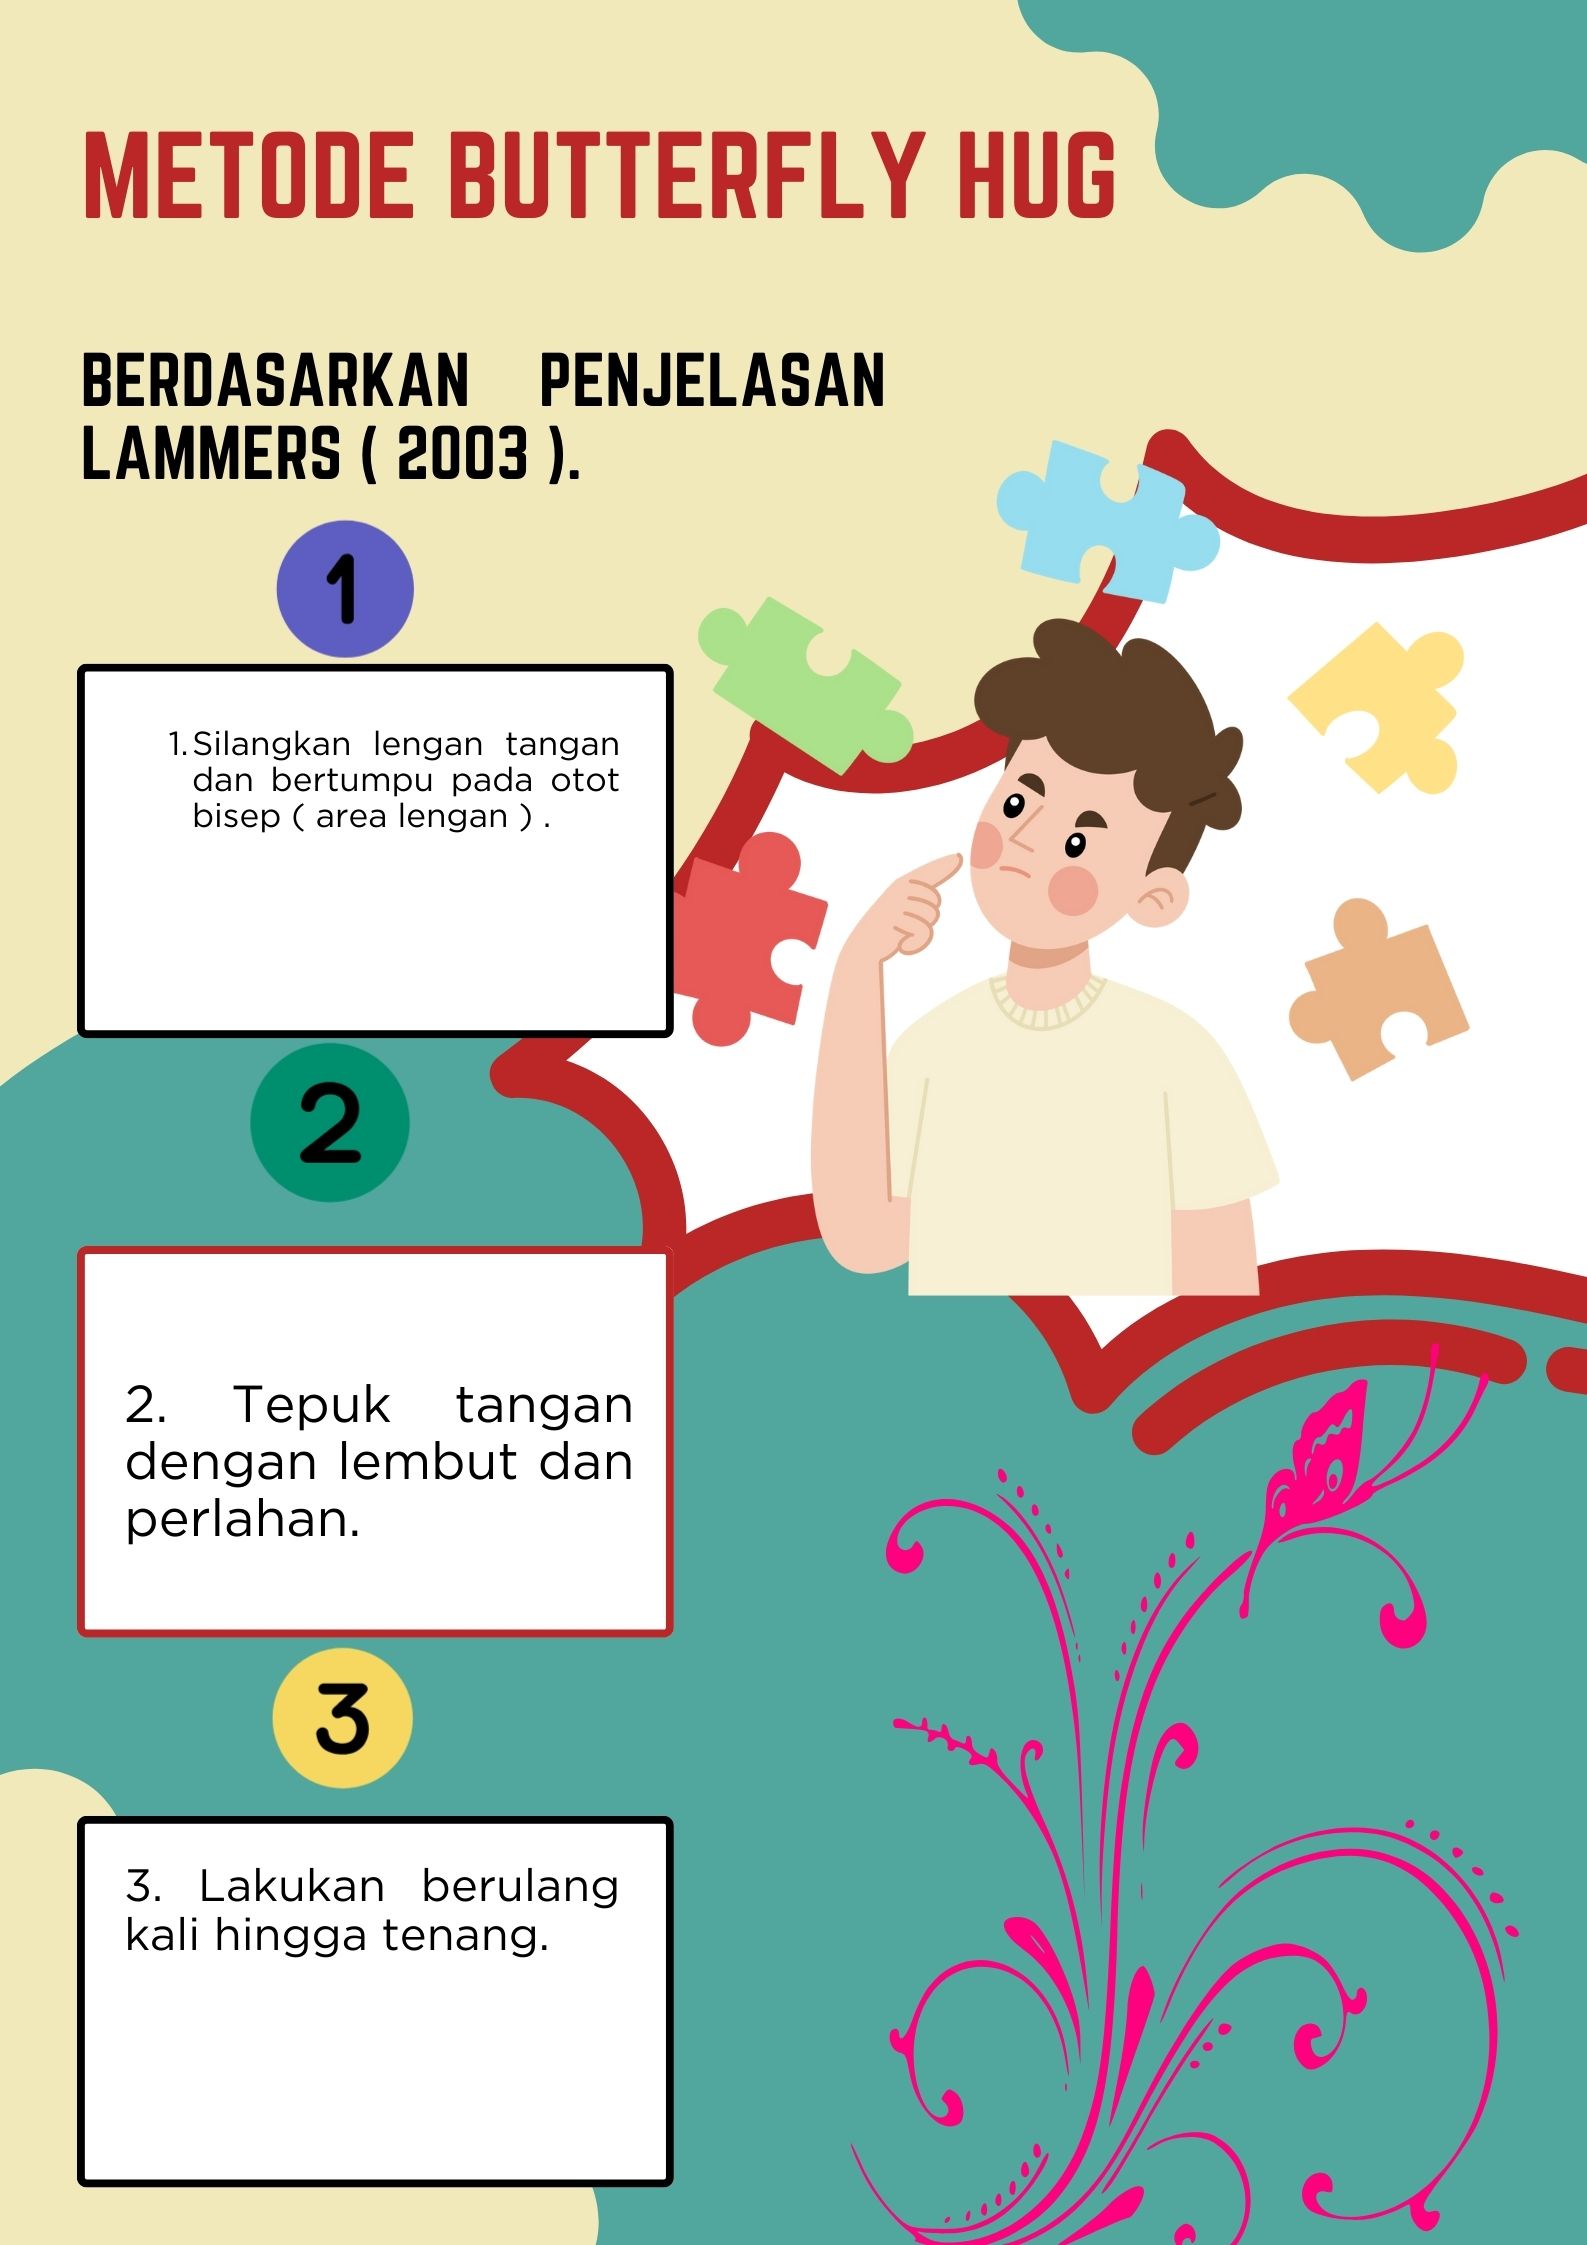 METODE BUTTERFLY HUG
BERDASARKAN PENJELASAN
LAMMERS ( 2003 ).
1
1. Silangkan lengan tangan
dan bertumpu pada otot
bisep ( area lengan ) .
2
2. Tepuk tangan
dengan lembut dan
perlahan.
3
3. Lakukan berulang
kali hingga tenang.